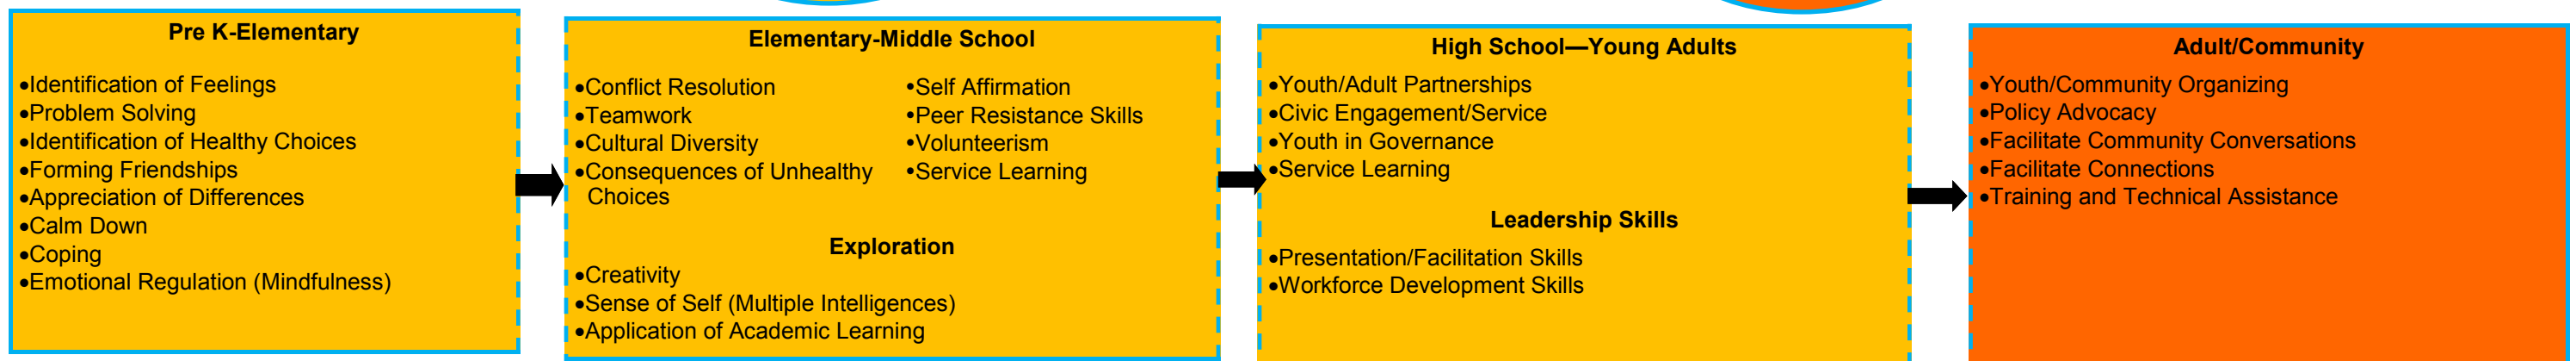 Pre K-Elementary
•Identification of Feelings
•Problem Solving
•Identification of Healthy Choices
•Forming Friendships
•Appreciation of Differences
•Calm Down
•Coping
•Emotional Regulation (Mindfulness)
Elementary-Middle School
•Conflict Resolution
•Teamwork
•Cultural Diversity
•Consequences of Unhealthy
Choices
•Self Affirmation
•Peer Resistance Skills
•Volunteerism
•Service Learning
Exploration
•Creativity
•Sense of Self (Multiple Intelligences)
•Application of Academic Learning
High School—Young Adults
•Youth/Adult Partnerships
•Civic Engagement/Service
•Youth in Governance
•Service Learning
Leadership Skills
•Presentation/Facilitation Skills
•Workforce Development Skills
Adult/Community
•Youth/Community Organizing
•Policy Advocacy
•Facilitate Community Conversations
•Facilitate Connections
•Training and Technical Assistance